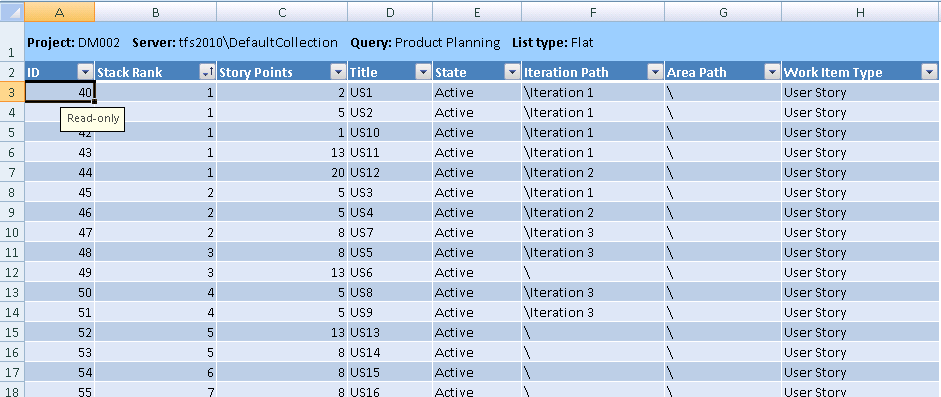 A B C D E F G H
1 Project: DM002 Server: tfs2010\DefaultCollection Query: Product Planning List type: Flat
2 ID Stack Rank Story Points Title State Iteration Path Area Path Work Item Type
3 40 1 2 US1 Active \Iteration 1 \ User Story
4 1 5 US2 Active \Iteration 1 \ User Story
Read-only
5 42 1 1 US10 Active \Iteration 1 \ User Story
6 43 1 13 US11 Active \Iteration 1 \ User Story
7 44 1 20 US12 Active \Iteration 2 \ User Story
8 45 2 5 US3 Active \Iteration 1 \ User Story
9 46 2 5 US4 Active \Iteration 2 \ User Story
10 47 2 8 US7 Active \Iteration 3 \ User Story
11 48 3 8 US5 Active \Iteration 3 \ User Story
12 49 3 13 US6 Active \ \ User Story
13 50 4 5 US8 Active \Iteration 3 \ User Story
14 51 4 5 US9 Active \Iteration 3 \ User Story
15 52 5 13 US13 Active \ \ User Story
16 53 5 8 US14 Active \ \ User Story
17 54 6 8 US15 Active \ \ User Story
18 55 7 8 US16 Active \ \ User Story